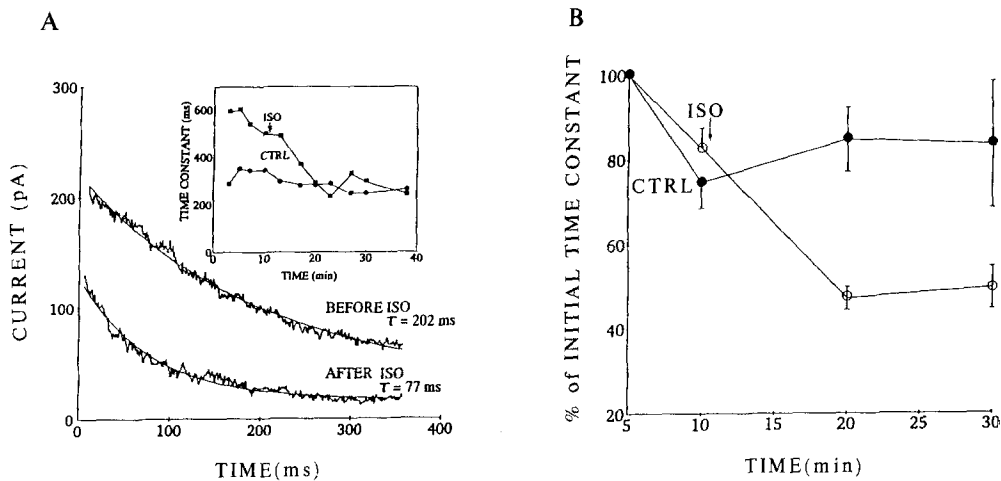 A
CURRENT (pA)
300
200
100
0
0
100
200
300
400
TIME(ms)
BEFORE ISO
τ = 202 ms
AFTER ISO
τ = 77 ms
TIME CONSTANT (ms)
600
400
200
0
0
10
20
30
40
TIME (min)
ISO
CTRL
B
% of INITIAL TIME CONSTANT
100
80
60
40
20
5
10
15
20
25
30
TIME(min)
ISO
CTRL